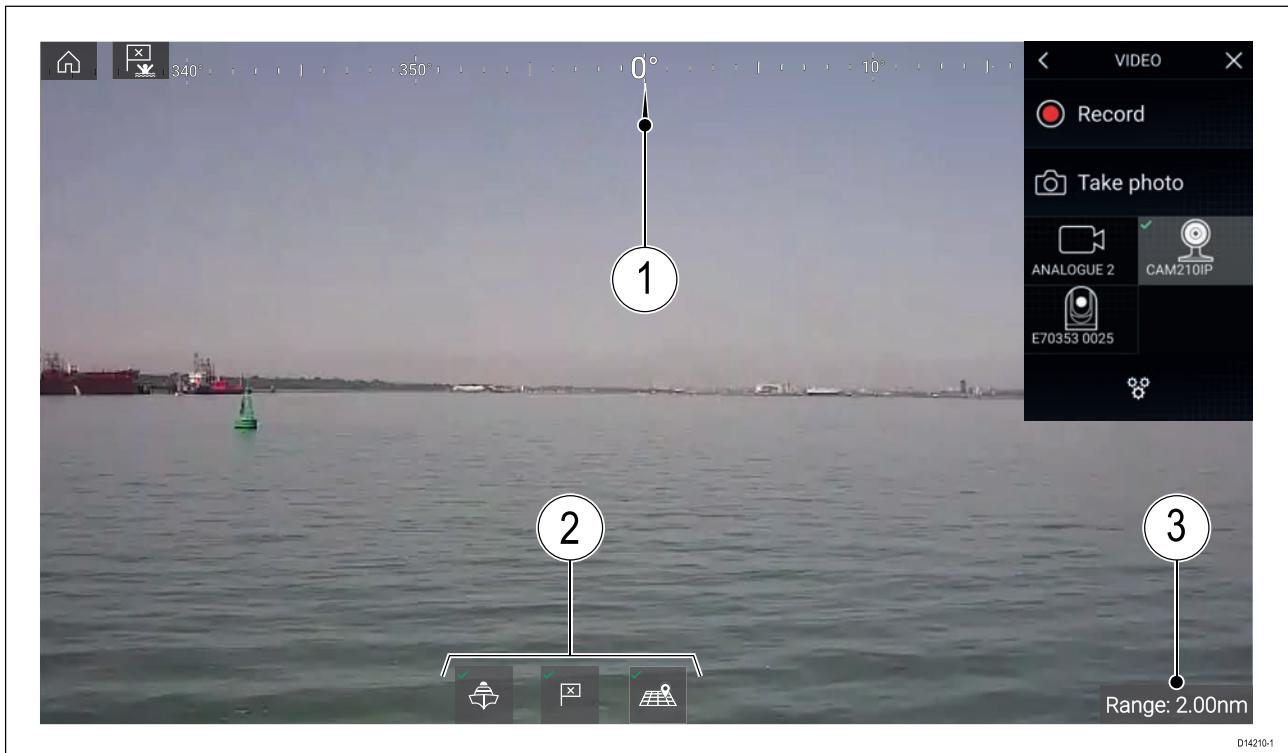 340°
350°
0°
10°
VIDEO
Record
Take photo
ANALOGUE 2
CAM210IP
E70353 0025
1
2
3
Range: 2.00nm
D14210-1